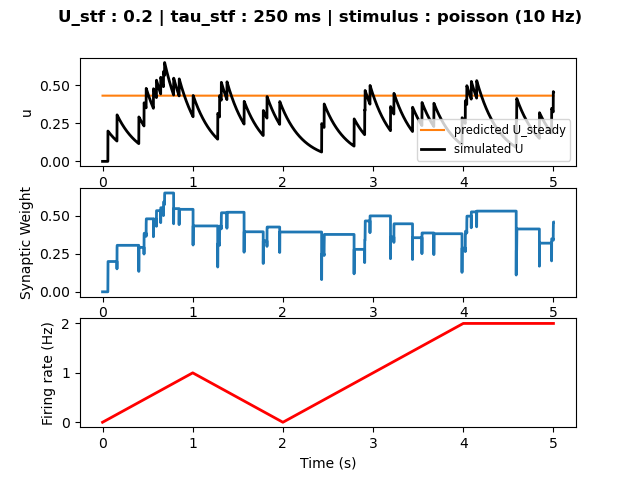 U_stf : 0.2 | tau_stf : 250 ms | stimulus : poisson (10 Hz)
0.50
0.25
0.00
u
predicted U_steady
simulated U
0 1 2 3 4 5
0.50
0.25
0.00
Synaptic Weight
0 1 2 3 4 5
2
1
0
Firing rate (Hz)
0 1 2 3 4 5
Time (s)